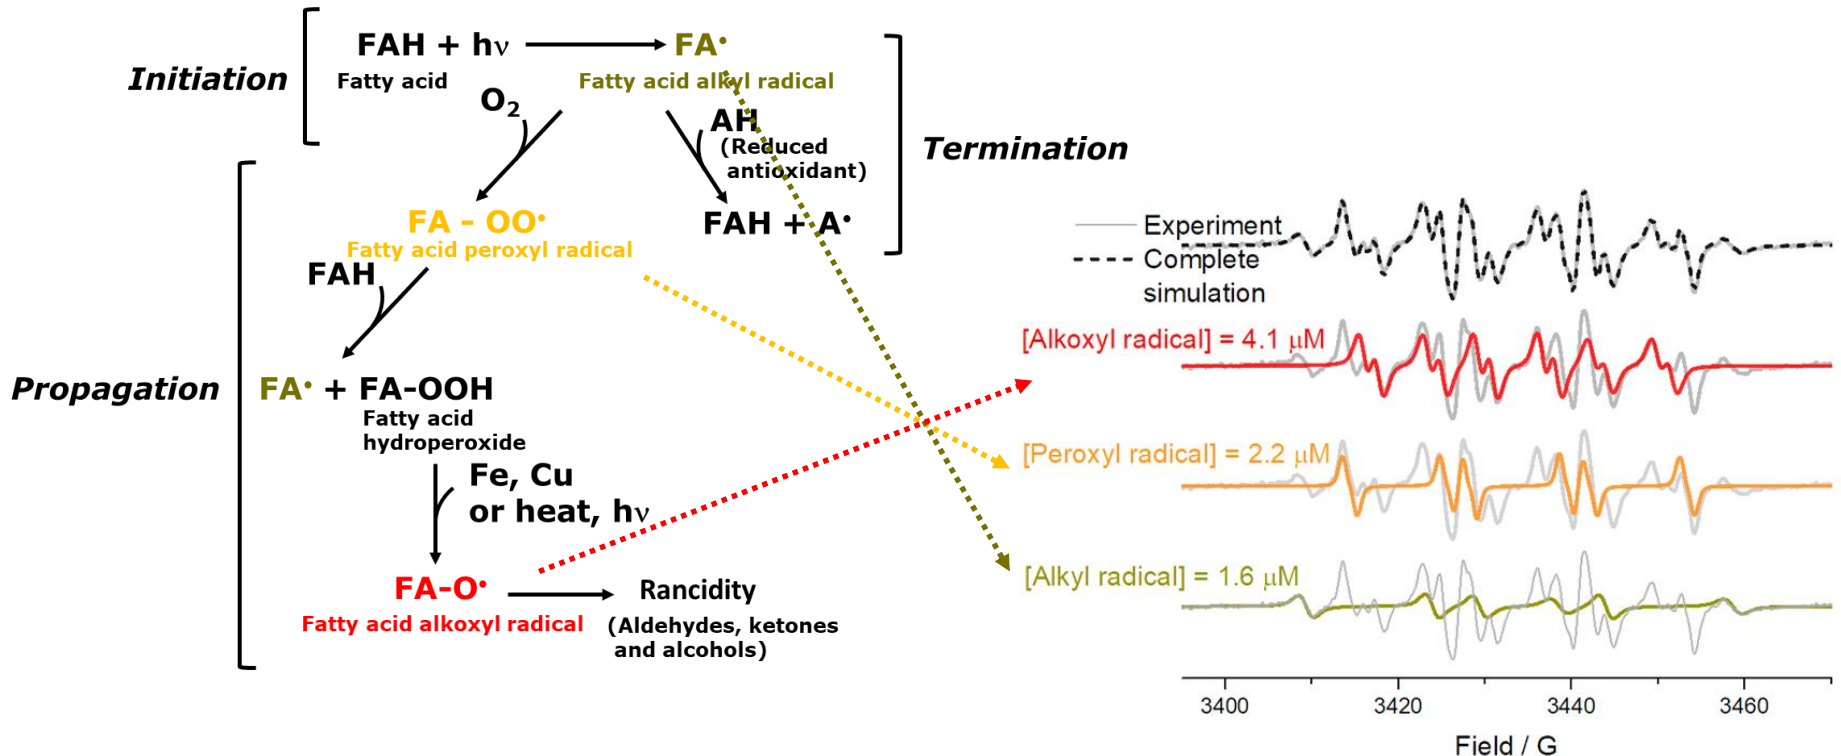 Initiation
FAH + hν
FA•
Fatty acid
Fatty acid alkyl radical
O2
AH
(Reduced
antioxidant)
Termination
FA - OO•
Fatty acid peroxyl radical
FAH + A•
FAH
Propagation
FA• + FA-OOH
Fatty acid
hydroperoxide
Fe, Cu
or heat, hν
FA-O•
Fatty acid alkoxyl radical
Rancidity
(Aldehydes, ketones
and alcohols)
Experiment
Complete
simulation
[Alkoxyl radical] = 4.1 μM
[Peroxyl radical] = 2.2 μM
[Alkyl radical] = 1.6 μM
3400 3420 3440 3460
Field / G